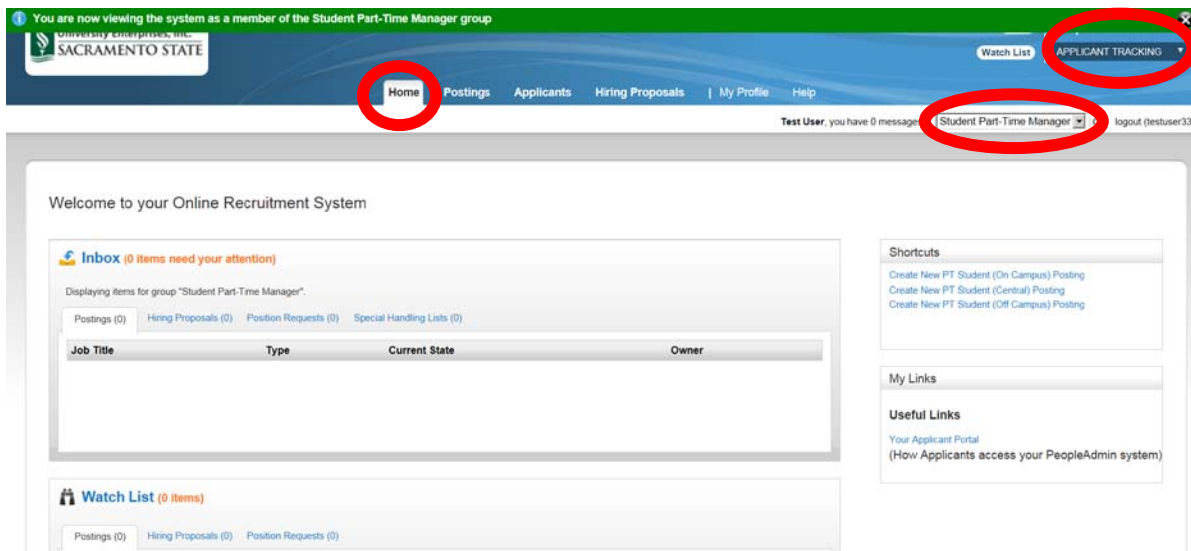 You are now viewing the system as a member of the Student Part-Time Manager group
University Enterprises, Inc.
SACRAMENTO STATE
Watch List
APPLICANT TRACKING
Home Postings Applicants Hiring Proposals | My Profile Help
Test User, you have 0 message Student Part-Time Manager logout (testuser33
Welcome to your Online Recruitment System
Inbox (0 items need your attention)
Displaying items for group "Student Part-Time Manager".
Postings (0) Hiring Proposals (0) Position Requests (0) Special Handling Lists (0)
Job Title Type Current State Owner
Shortcuts
Create New PT Student (On Campus) Posting
Create New PT Student (Central) Posting
Create New PT Student (Off Campus) Posting
My Links
Useful Links
Your Applicant Portal
(How Applicants access your PeopleAdmin system)
Watch List (0 items)
Postings (0) Hiring Proposals (0) Position Requests (0)